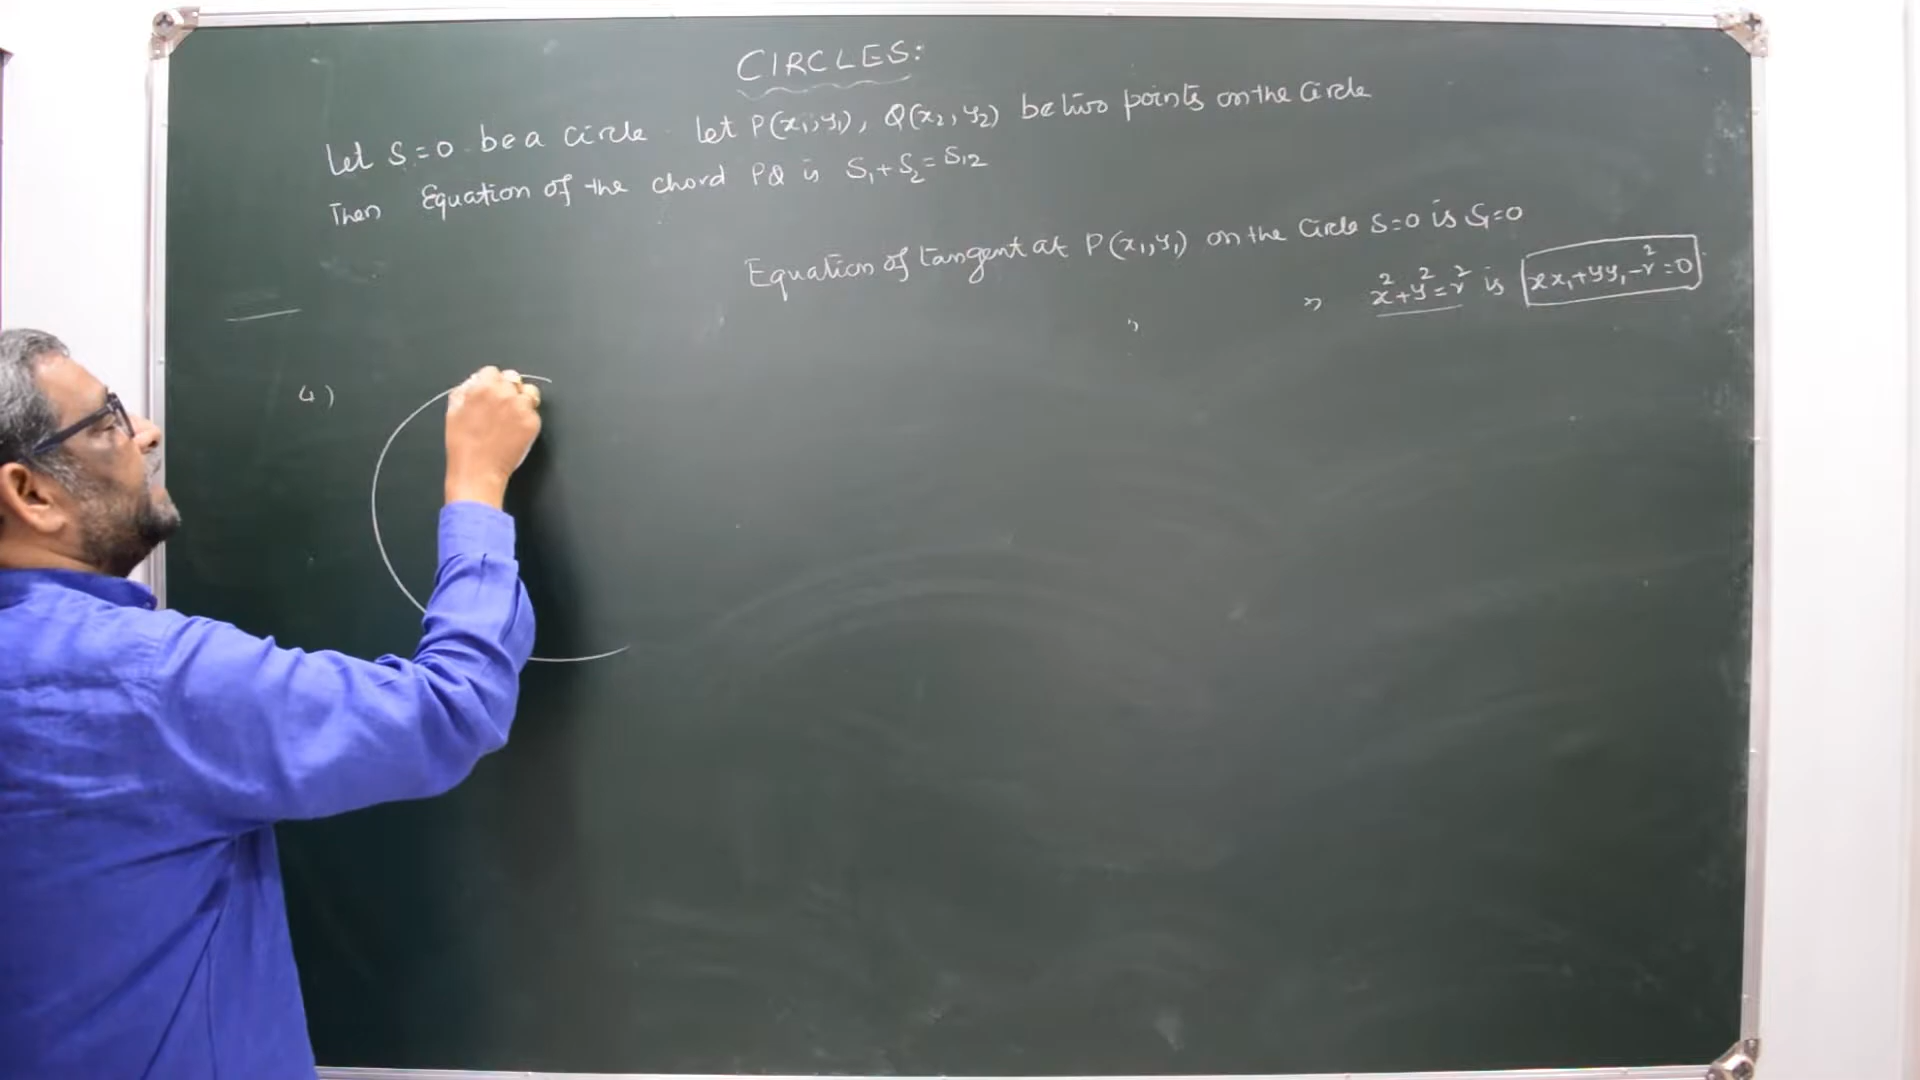 CIRCLES:
Let S=0 be a circle. Let P(x₁,y₁), Q(x₂,y₂) be two points on the circle
Then Equation of the chord PQ is S₁+S₂=S₁₂
Equation of tangent at P(x₁,y₁) on the circle S=0 is S₁=0
" " x²+y²=r² is xx₁+yy₁-r²=0
4)